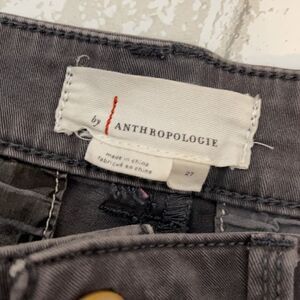 by ANTHROPOLOGIE
made in china
fabriqué en chine
27